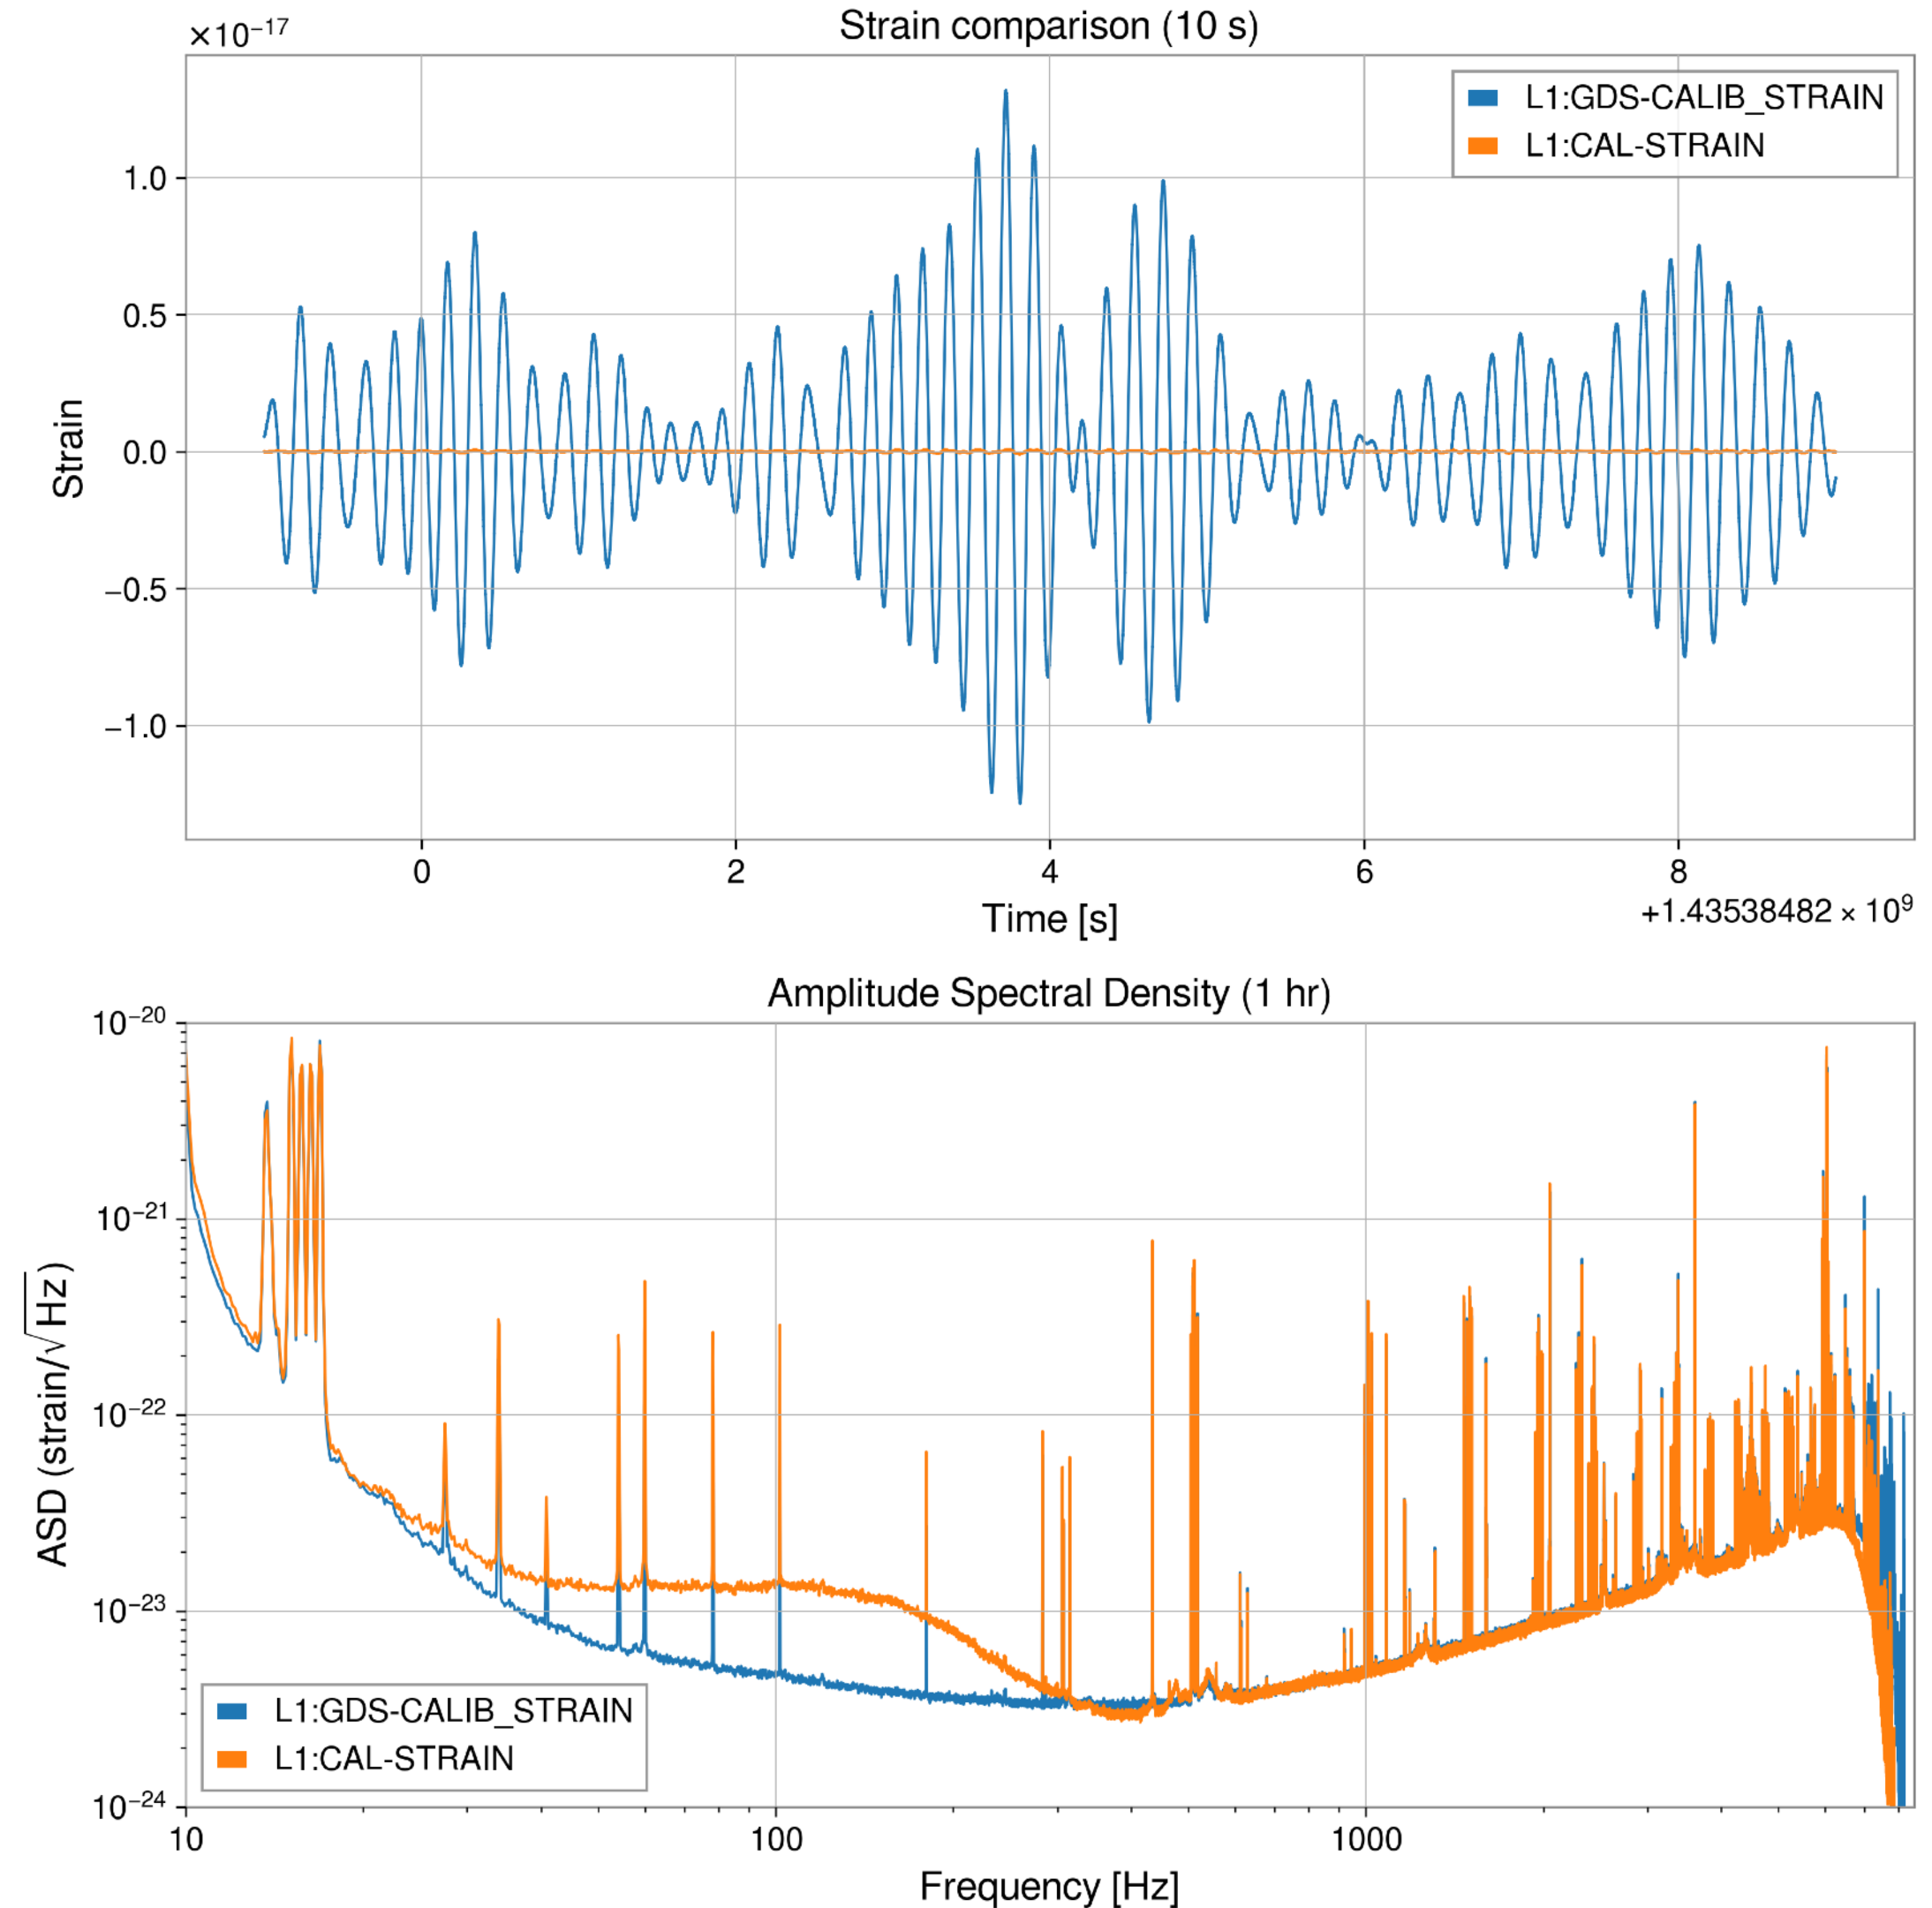 Strain comparison (10 s)
×10⁻¹⁷
L1:GDS-CALIB_STRAIN
L1:CAL-STRAIN
1.0
0.5
0.0
−0.5
−1.0
Strain
0 2 4 6 8
Time [s]
+1.43538482 × 10⁹
Amplitude Spectral Density (1 hr)
10⁻²⁰
10⁻²¹
10⁻²²
10⁻²³
10⁻²⁴
ASD (strain/√Hz)
L1:GDS-CALIB_STRAIN
L1:CAL-STRAIN
10 100 1000
Frequency [Hz]